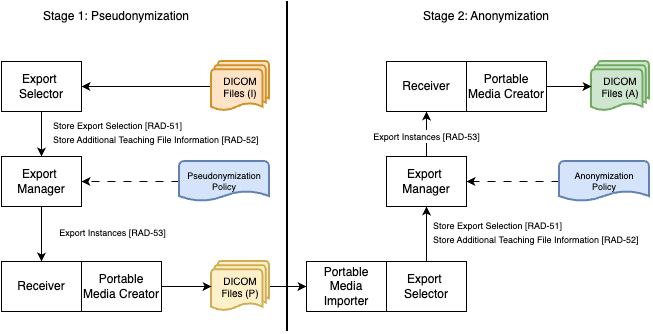 Stage 1: Pseudonymization
Export
Selector
DICOM
Files (I)
Store Export Selection [RAD-51]
Store Additional Teaching File Information [RAD-52]
Export
Manager
Pseudonymization
Policy
Export Instances [RAD-53]
Receiver
Portable
Media Creator
DICOM
Files (P)
Stage 2: Anonymization
Receiver
Portable
Media Creator
DICOM
Files (A)
Export Instances [RAD-53]
Export
Manager
Anonymization
Policy
Store Export Selection [RAD-51]
Store Additional Teaching File Information [RAD-52]
Portable
Media
Importer
Export
Selector